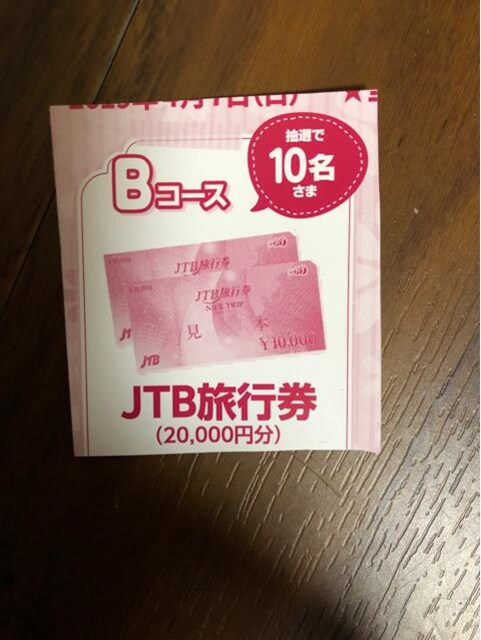 抽選で
10名
さま
Bコース
JTB旅行券
JTB旅行券
NICE TRIP
見本
¥10,000
JTB
JTB旅行券
(20,000円分)